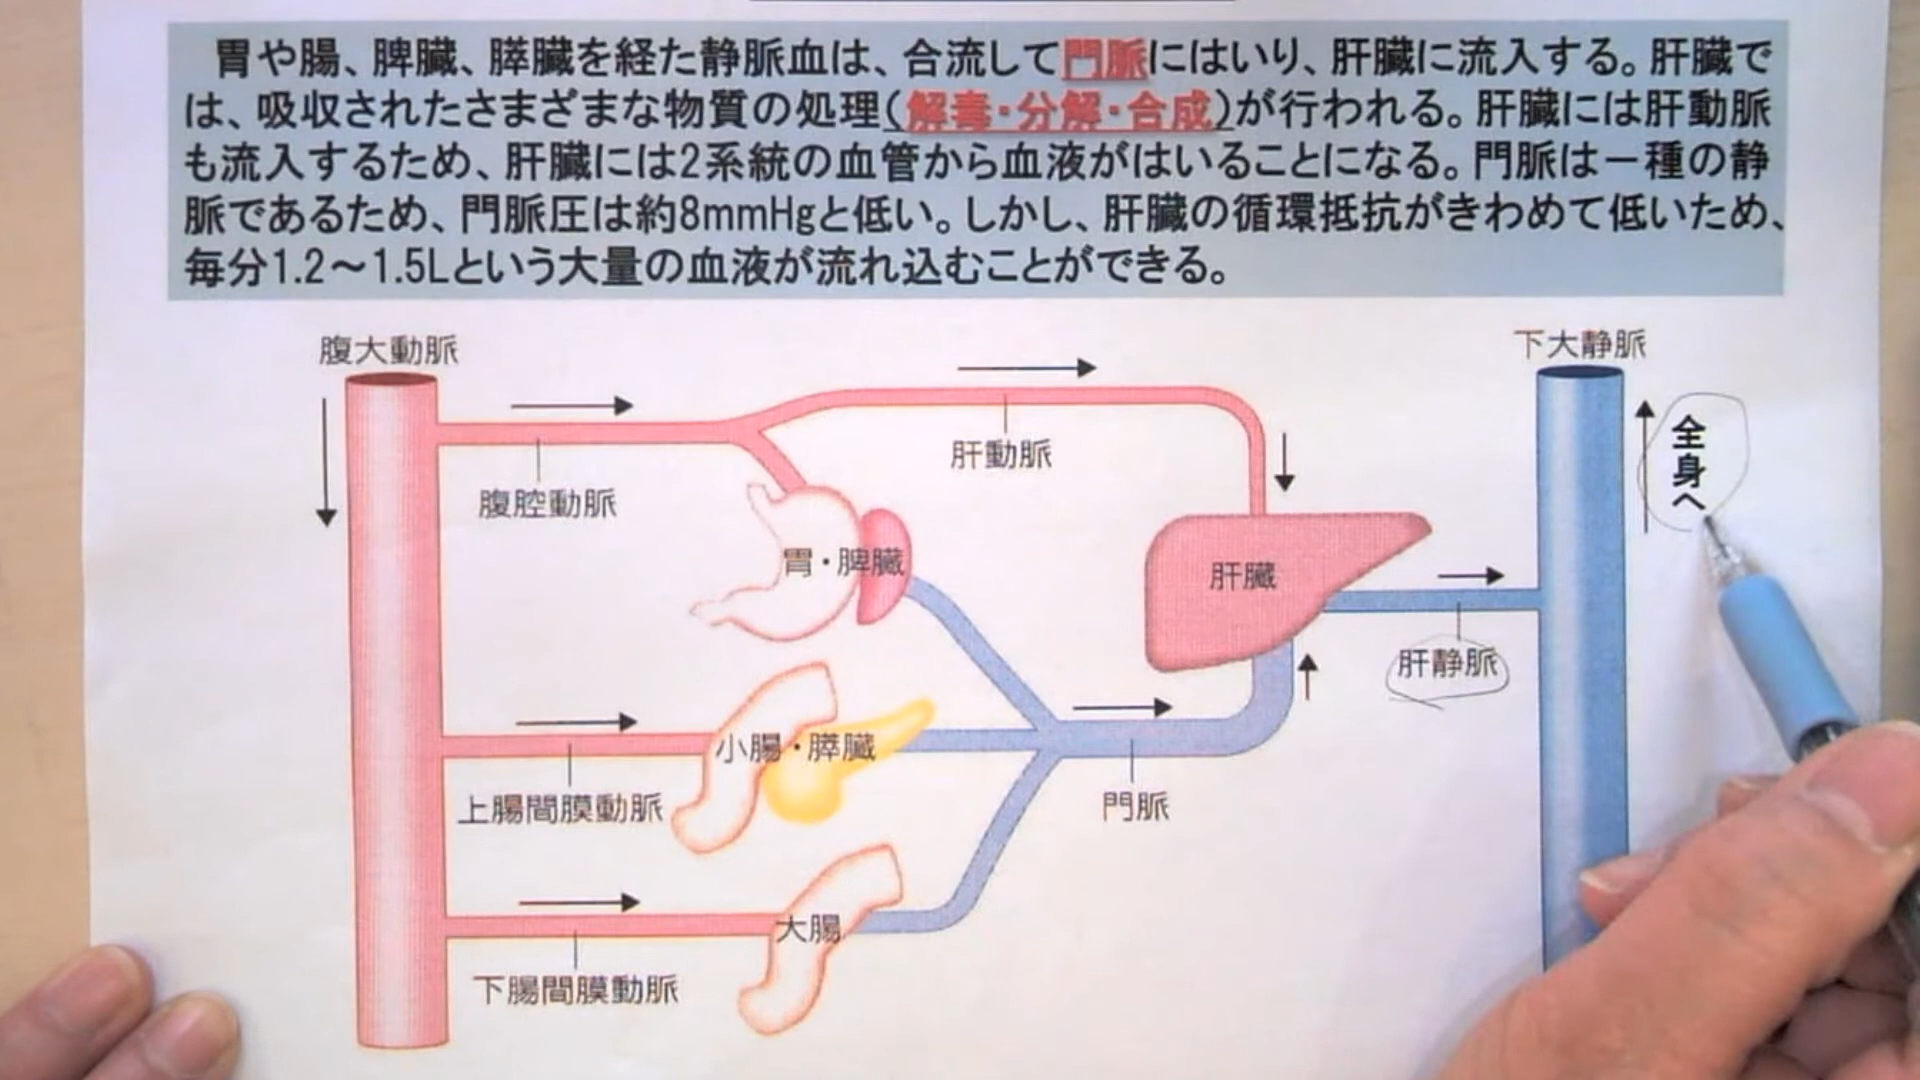 胃や腸、脾臓、膵臓を経た静脈血は、合流して門脈にはいり、肝臓に流入する。肝臓で
は、吸収されたさまざまな物質の処理(解毒・分解・合成)が行われる。肝臓には肝動脈
も流入するため、肝臓には2系統の血管から血液がはいることになる。門脈は一種の静
脈であるため、門脈圧は約8mmHgと低い。しかし、肝臓の循環抵抗がきわめて低いため、
毎分1.2〜1.5Lという大量の血液が流れ込むことができる。
腹大動脈
下大静脈
全身へ
肝動脈
腹腔動脈
胃・脾臓
肝臓
肝静脈
小腸・膵臓
上腸間膜動脈
門脈
大腸
下腸間膜動脈